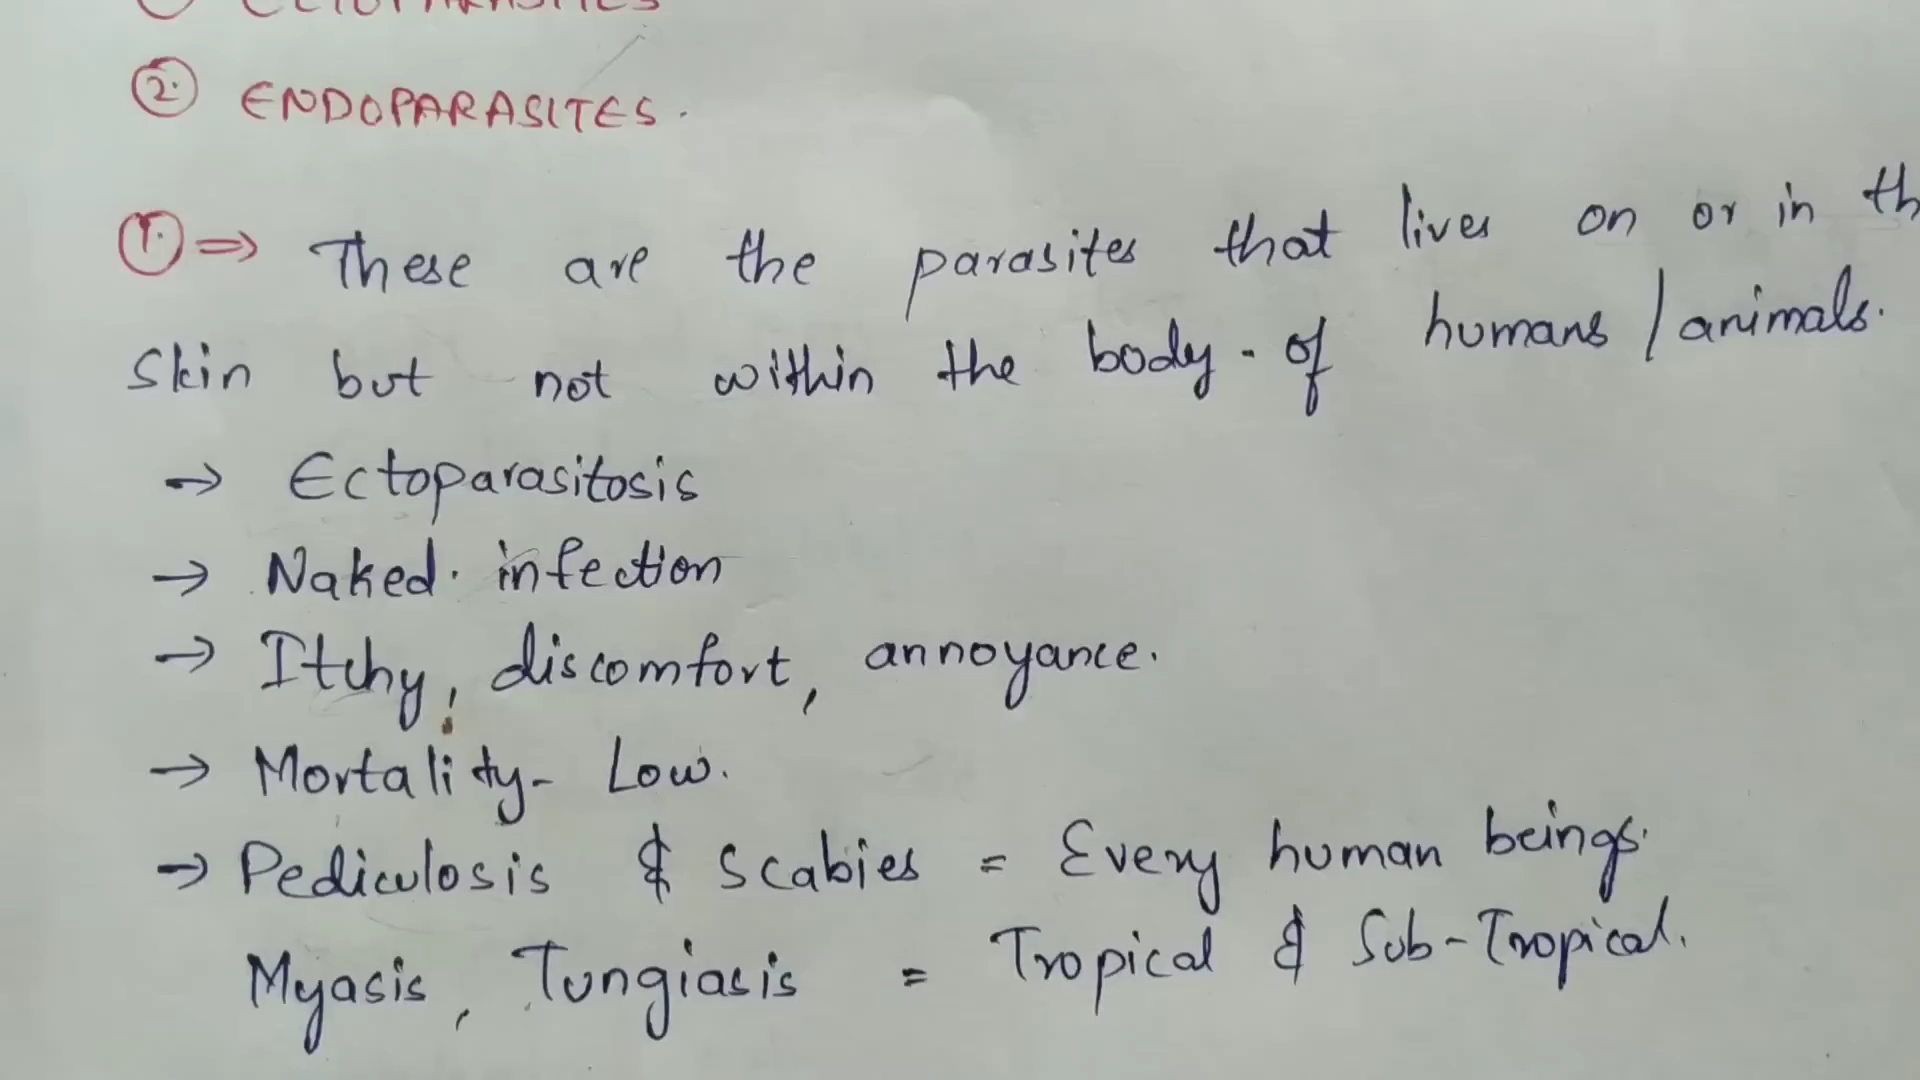 ECTOPARASITES
2. ENDOPARASITES.
1. ⇒ These are the parasites that lives on or in th
Skin but not within the body. of humans / animals.
→ Ectoparasitosis
→ Naked. infection
→ Itchy, discomfort, annoyance.
→ Mortality - Low.
→ Pediculosis & Scabies = Every human beings.
Myasis, Tungiasis = Tropical & Sub-Tropical.